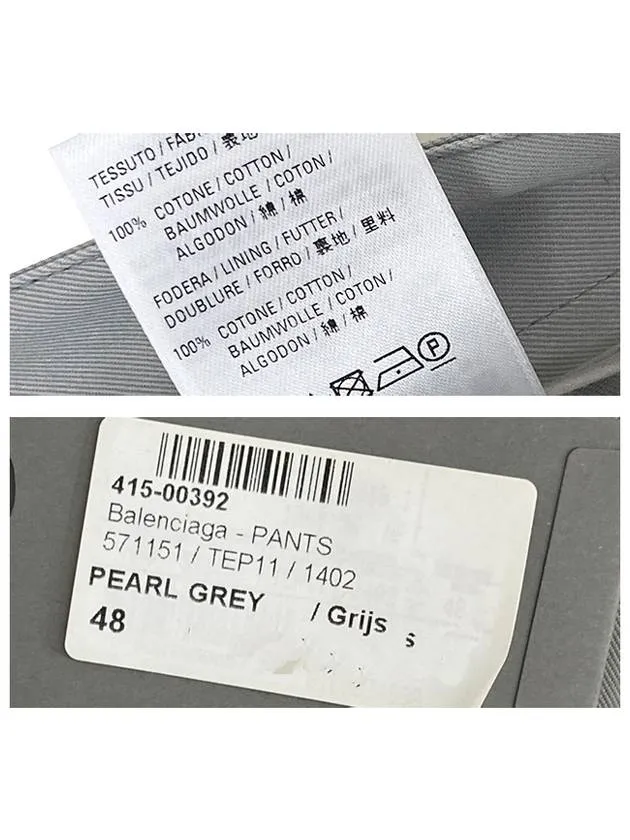 TESSUTO / FAB
TISSU / TEJIDO / 裏地
100% COTONE / COTTON /
BAUMWOLLE / COTON /
ALGODON / 綿 / 棉
FODERA / LINING / FUTTER /
DOUBLURE / FORRO / 裏地 / 里料
100% COTONE / COTTON /
BAUMWOLLE / COTON /
ALGODON / 綿 / 棉
P
415-00392
Balenciaga - PANTS
571151 / TEP11 / 1402
PEARL GREY / Grijs s
48